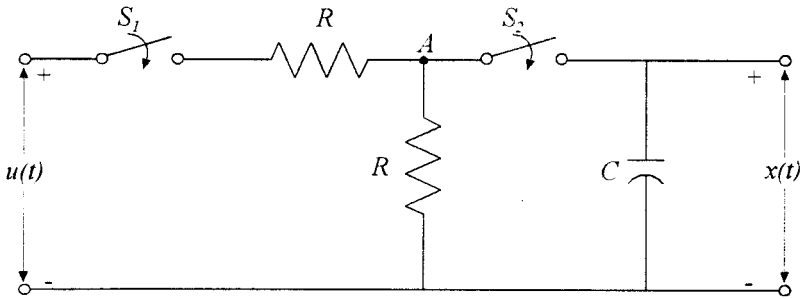 S1 R A S2
+ +
u(t) R C x(t)
- -